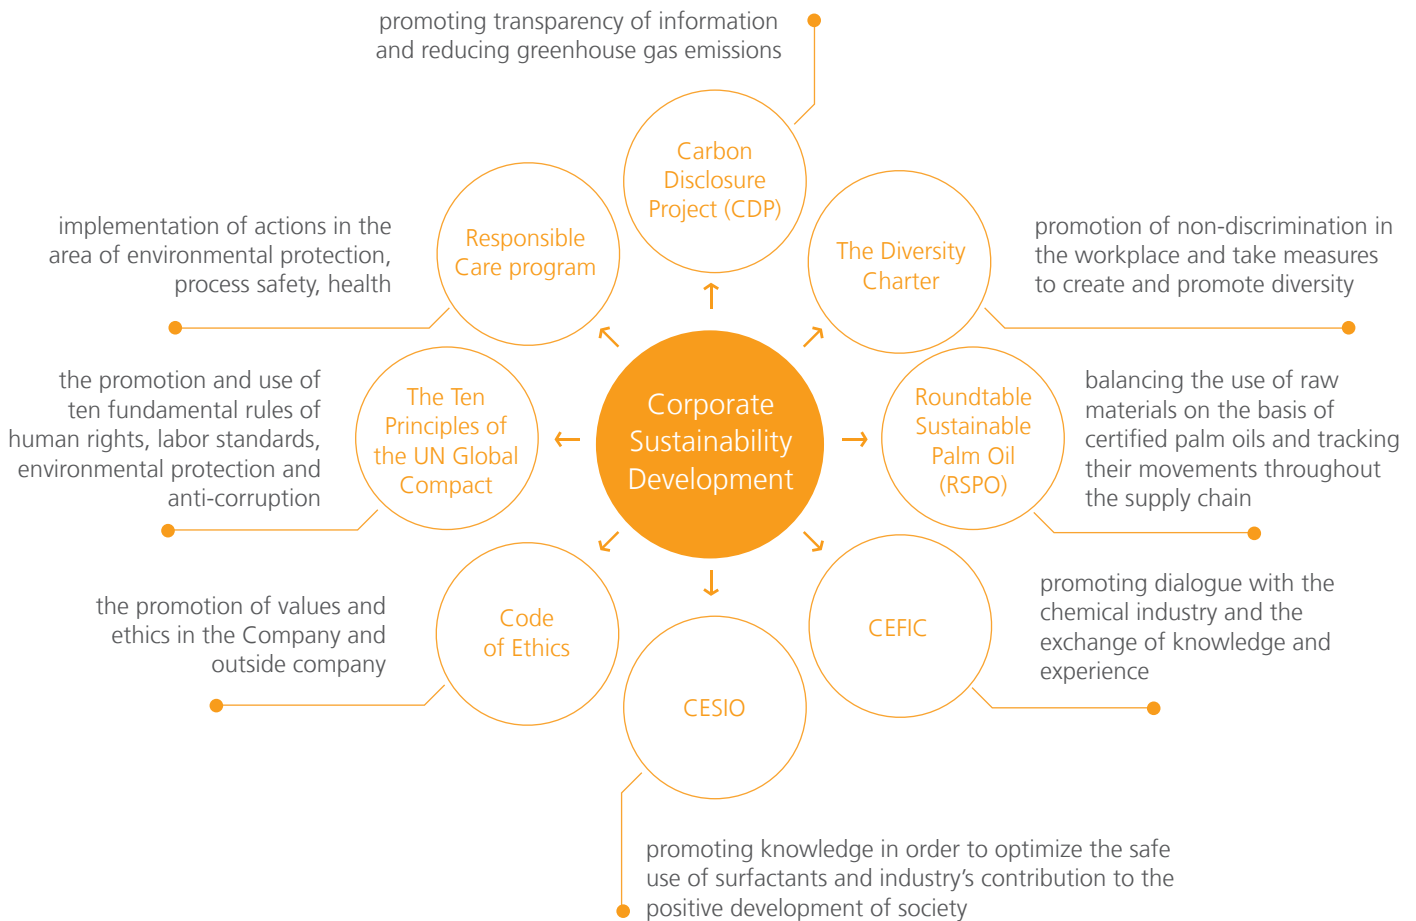 promoting transparency of information
and reducing greenhouse gas emissions
Carbon
Disclosure
Project (CDP)
Responsible
Care program
implementation of actions in the
area of environmental protection,
process safety, health
The Diversity
Charter
promotion of non-discrimination in
the workplace and take measures
to create and promote diversity
the promotion and use of
ten fundamental rules of
human rights, labor standards,
environmental protection and
anti-corruption
The Ten
Principles of
the UN Global
Compact
Corporate
Sustainability
Development
Roundtable
Sustainable
Palm Oil
(RSPO)
balancing the use of raw
materials on the basis of
certified palm oils and tracking
their movements throughout
the supply chain
the promotion of values and
ethics in the Company and
outside company
Code
of Ethics
CESIO
CEFIC
promoting dialogue with the
chemical industry and the
exchange of knowledge and
experience
promoting knowledge in order to optimize the safe
use of surfactants and industry’s contribution to the
positive development of society